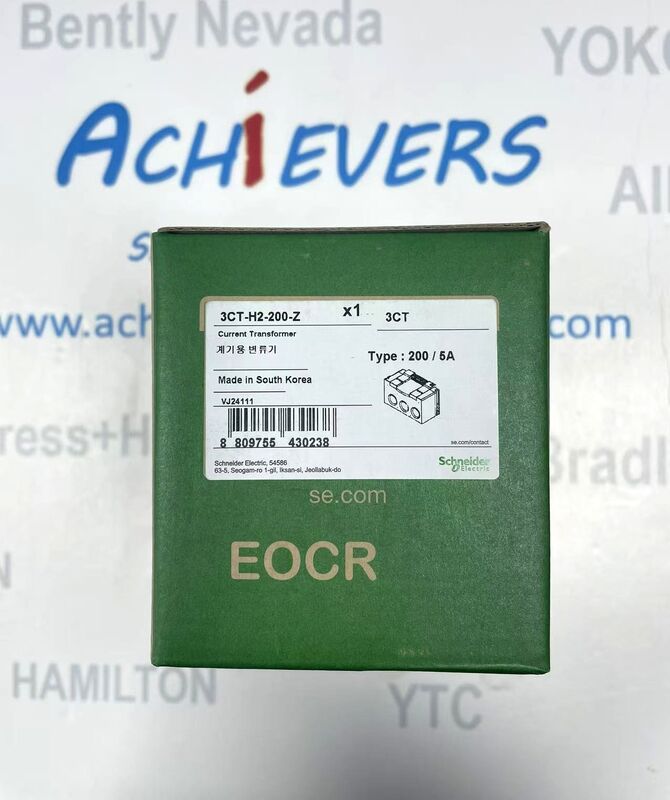 Bently Nevada
YOKO
ACHiEVERS
All
S
www.ach
.com
3CT-H2-200-Z
x1
3CT
Current Transformer
계기용 변류기
Type : 200 / 5A
Made in South Korea
VJ24111
8 809755 430238
se.com/contact
Schneider Electric, 54586
63-5, Seogam-ro 1-gil, Iksan-si, Jeollabuk-do
Schneider
Electric
ress+H
Bradl
se.com
EOCR
N
HAMILTON
YTC